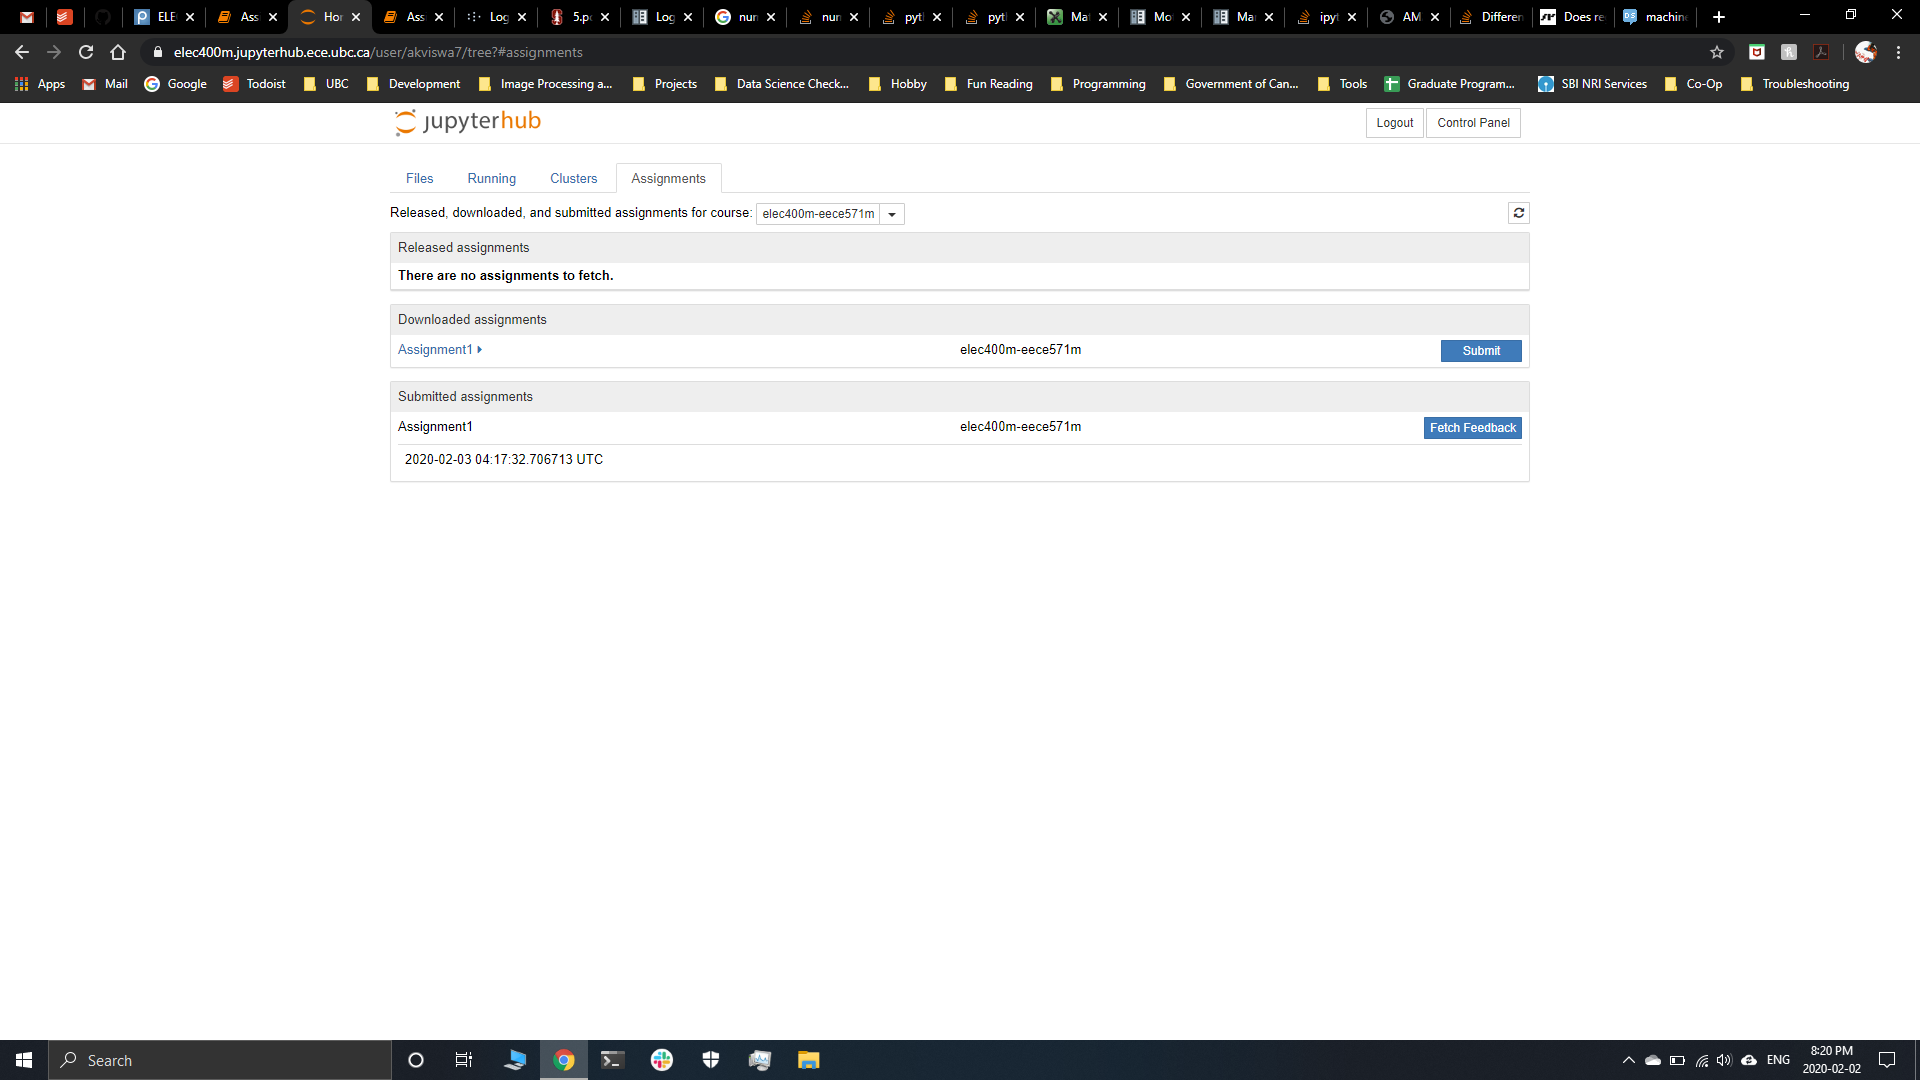 ELE Ass Hor Ass Log 5.p Log nun nun pyt pyt Mat Mo Ma ipyt AM Differen Does re machin
elec400m.jupyterhub.ece.ubc.ca/user/akviswa7/tree?#assignments
Apps Mail Google Todoist UBC Development Image Processing a... Projects Data Science Check... Hobby Fun Reading Programming Government of Can... Tools Graduate Program... SBI NRI Services Co-Op Troubleshooting
jupyterhub Logout Control Panel
Files Running Clusters Assignments
Released, downloaded, and submitted assignments for course: elec400m-eece571m
Released assignments
There are no assignments to fetch.
Downloaded assignments
Assignment1 elec400m-eece571m Submit
Submitted assignments
Assignment1 elec400m-eece571m Fetch Feedback
2020-02-03 04:17:32.706713 UTC
Search ENG 8:20 PM
2020-02-02